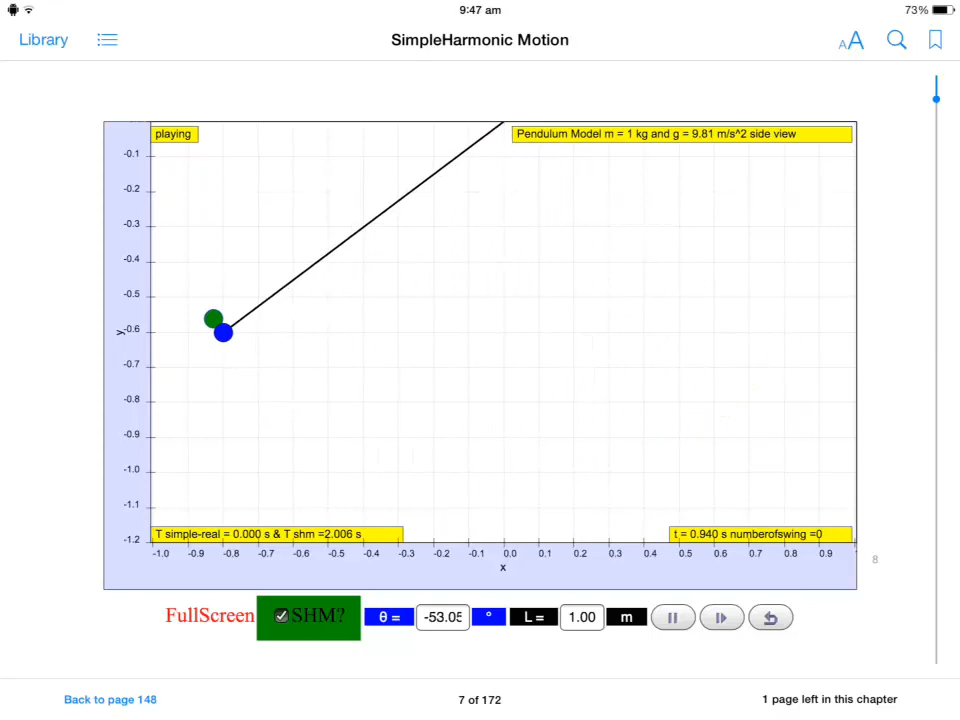 9:47 am
73%
Library
SimpleHarmonic Motion
AA
playing
Pendulum Model m = 1 kg and g = 9.81 m/s^2 side view
-0.1
-0.2
-0.3
-0.4
-0.5
-0.6
-0.7
-0.8
-0.9
-1.0
-1.1
-1.2
y
T simple-real = 0.000 s & T shm =2.006 s
t = 0.940 s numberofswing =0
-1.0 -0.9 -0.8 -0.7 -0.6 -0.5 -0.4 -0.3 -0.2 -0.1 0.0 0.1 0.2 0.3 0.4 0.5 0.6 0.7 0.8 0.9
x
8
FullScreen SHM? θ = -53.05 ° L = 1.00 m
Back to page 148
7 of 172
1 page left in this chapter